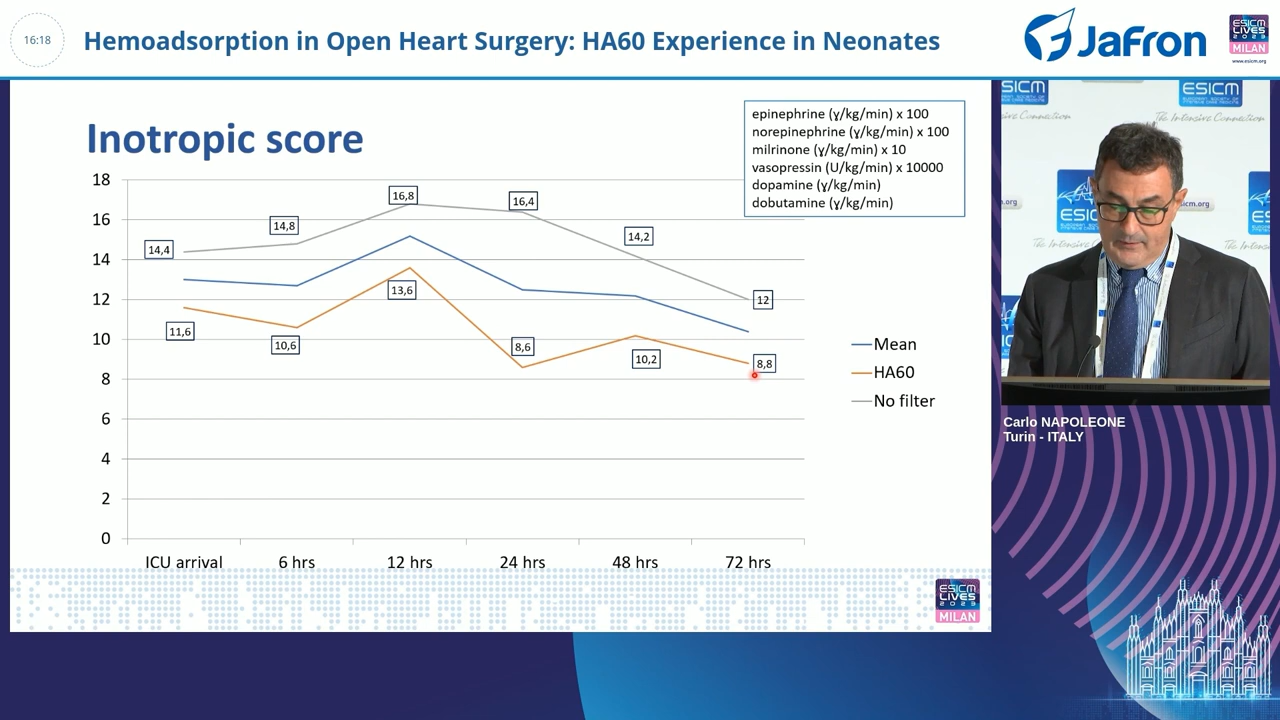 16:18
Hemoadsorption in Open Heart Surgery: HA60 Experience in Neonates
Jafron
ESICM
LIVES
2023
MILAN
www.esicm.org
Inotropic score
epinephrine (ɣ/kg/min) x 100
norepinephrine (ɣ/kg/min) x 100
milrinone (ɣ/kg/min) x 10
vasopressin (U/kg/min) x 10000
dopamine (ɣ/kg/min)
dobutamine (ɣ/kg/min)
18
16
14
12
10
8
6
4
2
0
14,4
14,8
16,8
16,4
14,2
12
11,6
10,6
13,6
8,6
10,2
8,8
Mean
HA60
No filter
ICU arrival
6 hrs
12 hrs
24 hrs
48 hrs
72 hrs
ESICM
LIVES
2023
MILAN
ESICM
Carlo NAPOLEONE
Turin - ITALY